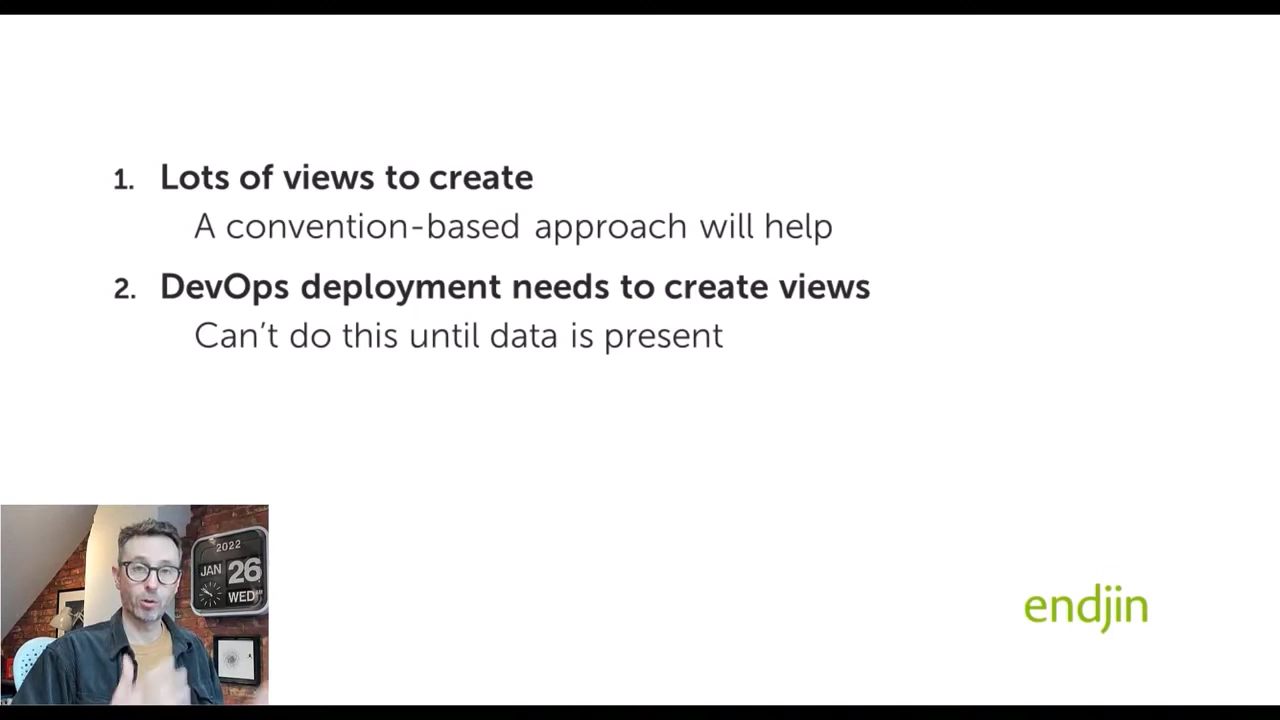 1. Lots of views to create
A convention-based approach will help
2. DevOps deployment needs to create views
Can't do this until data is present
2022
JAN 26
WED
endjin